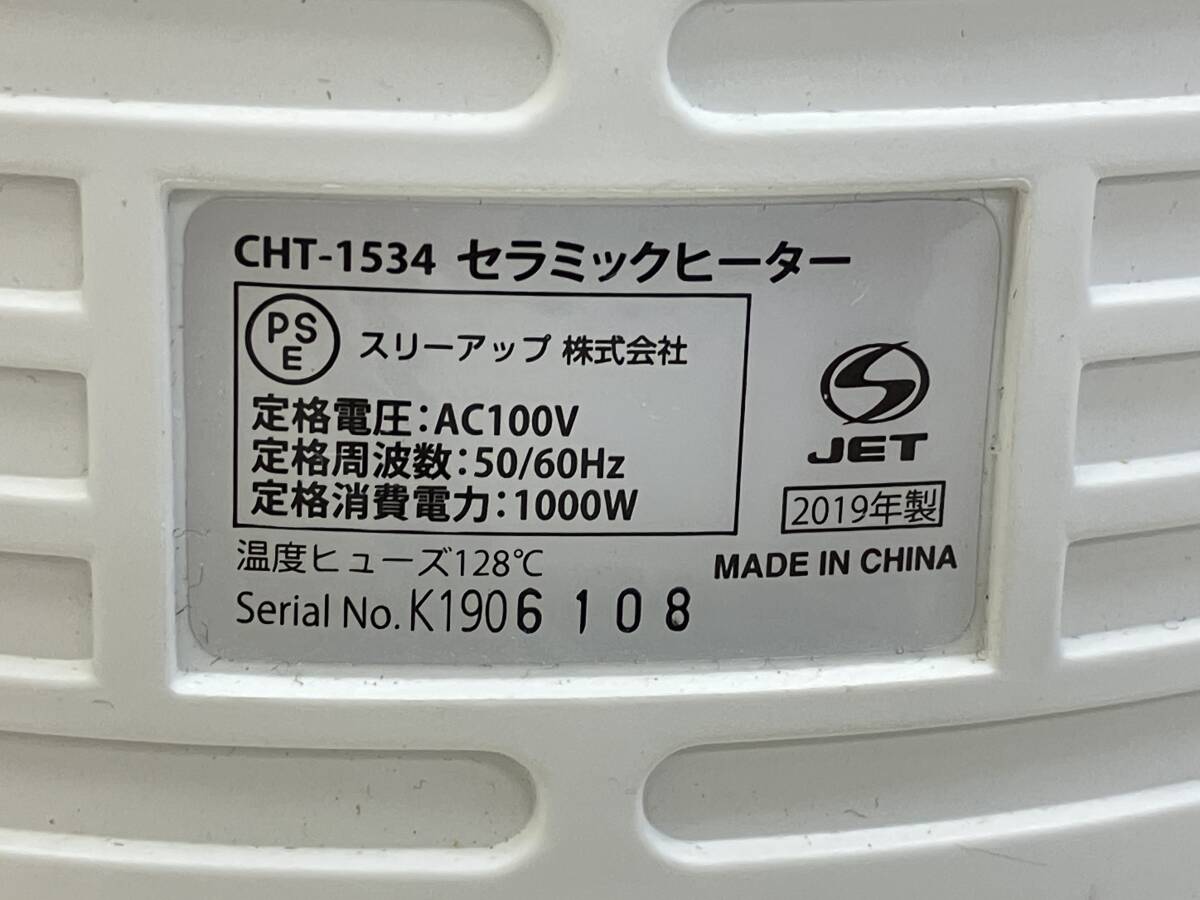 CHT-1534 セラミックヒーター
PSE スリーアップ 株式会社
定格電圧:AC100V
定格周波数:50/60Hz
定格消費電力:1000W
温度ヒューズ128℃
Serial No. K1906108
JET
2019年製
MADE IN CHINA